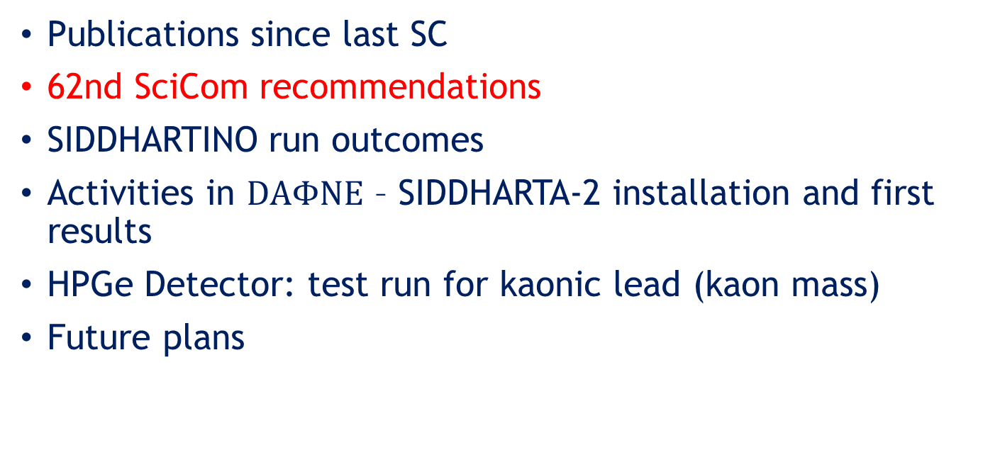 • Publications since last SC
• 62nd SciCom recommendations
• SIDDHARTINO run outcomes
• Activities in DAΦNE – SIDDHARTA-2 installation and first
results
• HPGe Detector: test run for kaonic lead (kaon mass)
• Future plans